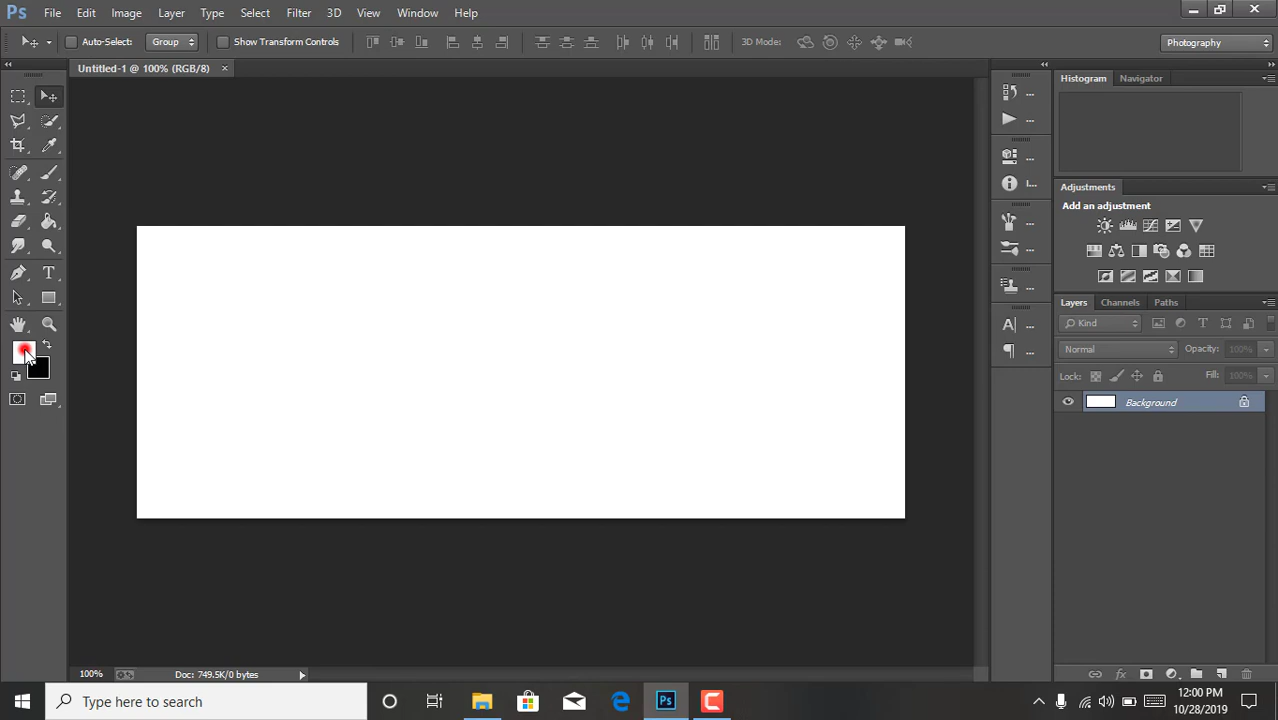 Ps File Edit Image Layer Type Select Filter 3D View Window Help
Auto-Select: Group Show Transform Controls 3D Mode: Photography
Untitled-1 @ 100% (RGB/8) ×
Histogram Navigator
...
...
...
I...
...
...
...
A| ...
...
Adjustments
Add an adjustment
Layers Channels Paths
Kind
Normal Opacity: 100%
Lock: Fill: 100%
Background
fx
100% Doc: 749.5K/0 bytes
Type here to search
Ps
12:00 PM
10/28/2019